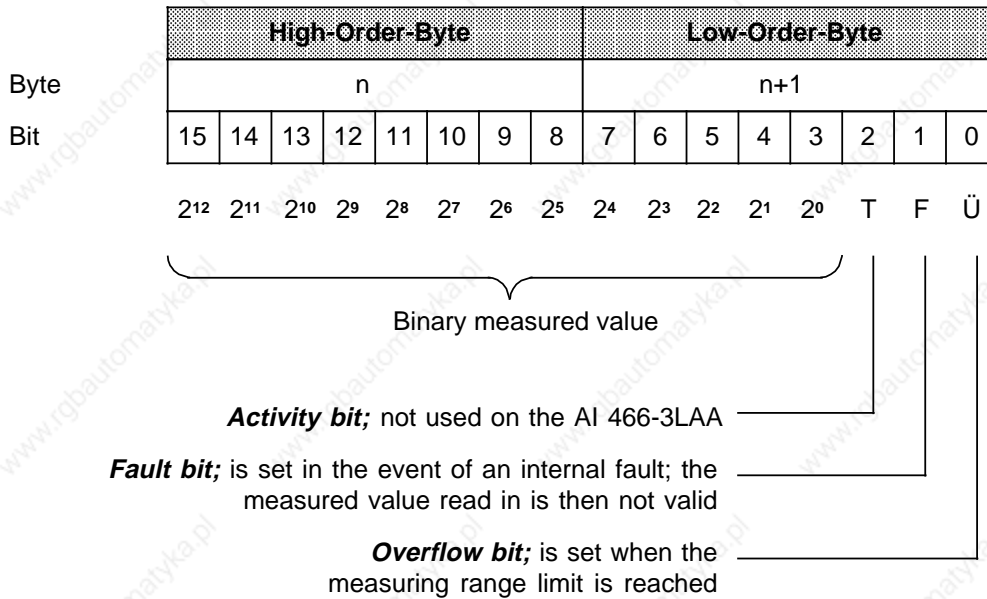 High-Order-Byte Low-Order-Byte
Byte n n+1
Bit 15 14 13 12 11 10 9 8 7 6 5 4 3 2 1 0
2¹² 2¹¹ 2¹⁰ 2⁹ 2⁸ 2⁷ 2⁶ 2⁵ 2⁴ 2³ 2² 2¹ 2⁰ T F Ü
Binary measured value
Activity bit; not used on the AI 466-3LAA
Fault bit; is set in the event of an internal fault; the
measured value read in is then not valid
Overflow bit; is set when the
measuring range limit is reached
www.rgbautomatyka.pl